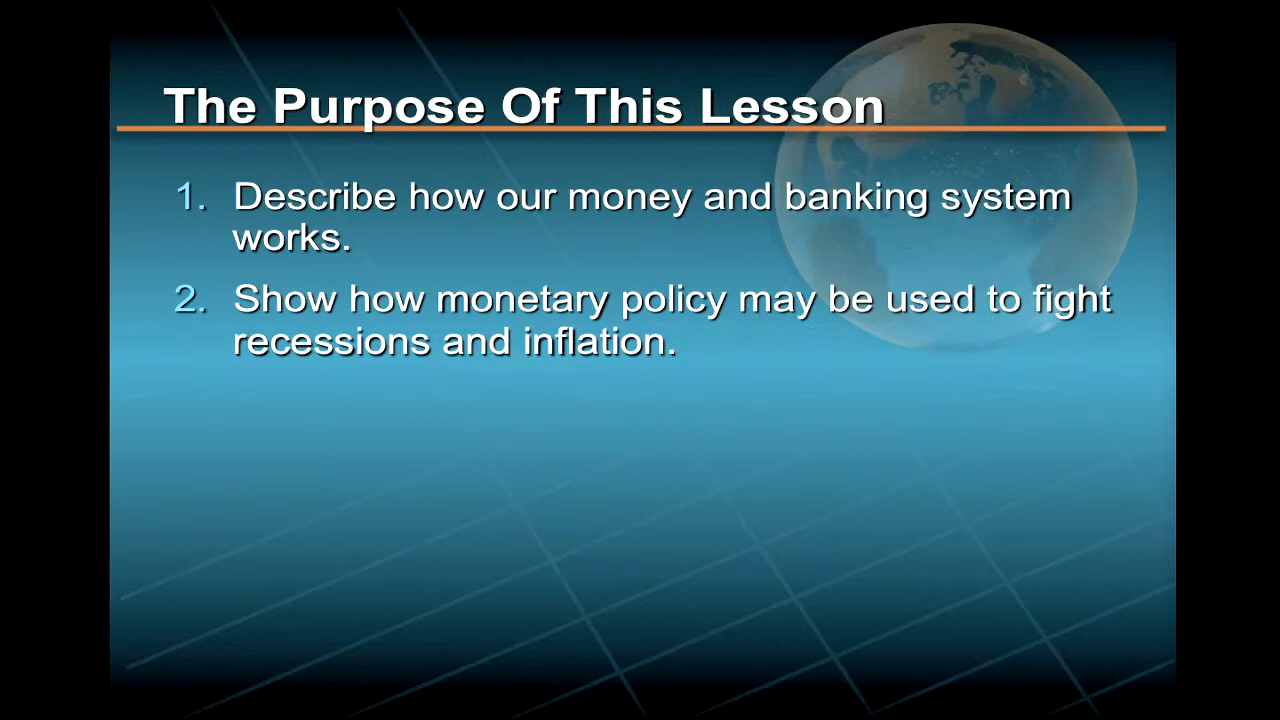 The Purpose Of This Lesson
1. Describe how our money and banking system
works.
2. Show how monetary policy may be used to fight
recessions and inflation.